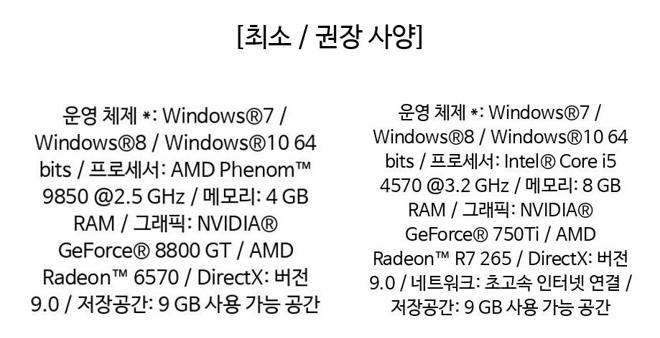 [최소 / 권장 사양]
운영 체제 *: Windows®7 /
Windows®8 / Windows®10 64
bits / 프로세서: AMD Phenom™
9850 @2.5 GHz / 메모리: 4 GB
RAM / 그래픽: NVIDIA®
GeForce® 8800 GT / AMD
Radeon™ 6570 / DirectX: 버전
9.0 / 저장공간: 9 GB 사용 가능 공간
운영 체제 *: Windows®7 /
Windows®8 / Windows®10 64
bits / 프로세서: Intel® Core i5
4570 @3.2 GHz / 메모리: 8 GB
RAM / 그래픽: NVIDIA®
GeForce® 750Ti / AMD
Radeon™ R7 265 / DirectX: 버전
9.0 / 네트워크: 초고속 인터넷 연결 /
저장공간: 9 GB 사용 가능 공간